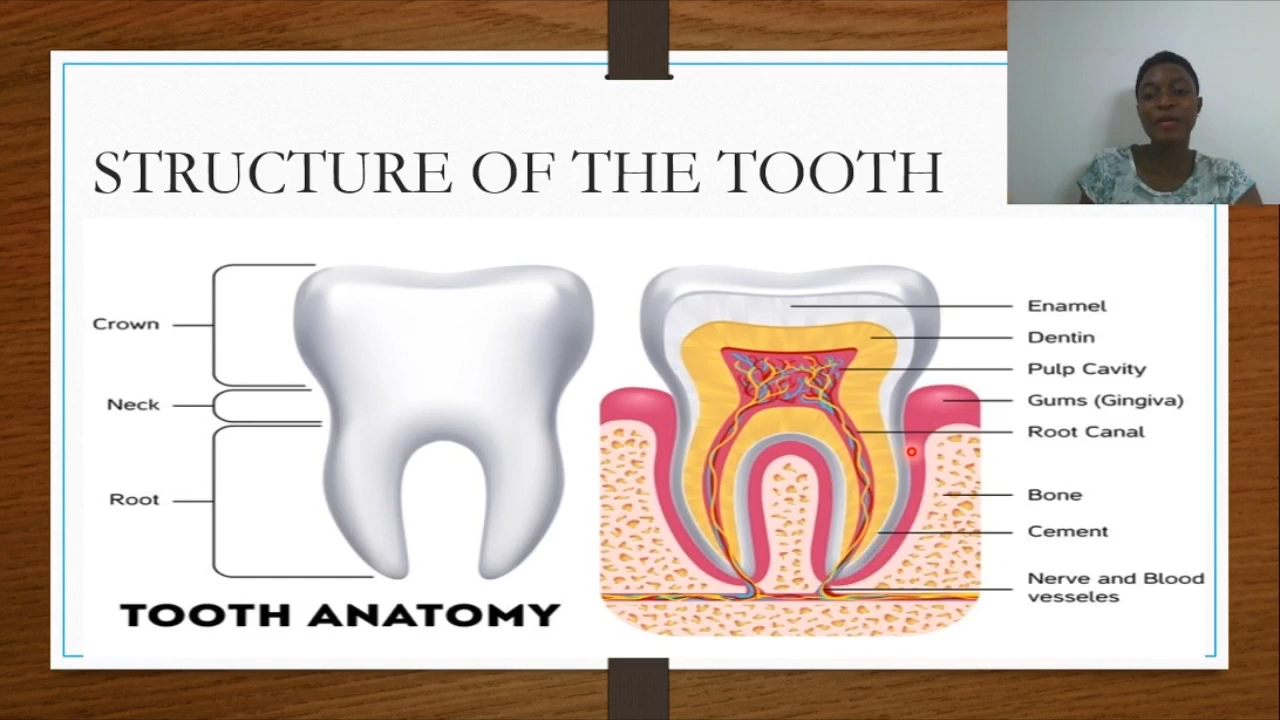 STRUCTURE OF THE TOOTH
Crown
Neck
Root
TOOTH ANATOMY
Enamel
Dentin
Pulp Cavity
Gums (Gingiva)
Root Canal
Bone
Cement
Nerve and Blood
vesseles